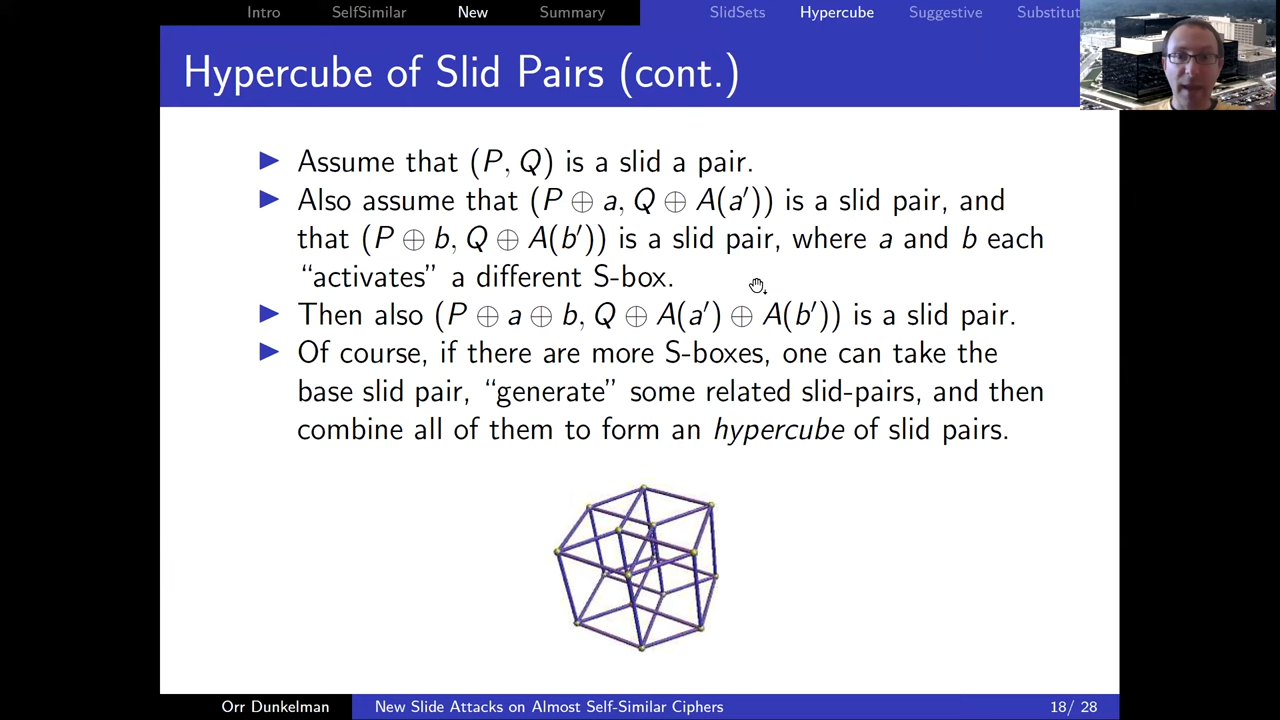 Intro SelfSimilar New Summary SlidSets Hypercube Suggestive Substitut
Hypercube of Slid Pairs (cont.)
▶ Assume that (P, Q) is a slid a pair.
▶ Also assume that (P ⊕ a, Q ⊕ A(a′)) is a slid pair, and
that (P ⊕ b, Q ⊕ A(b′)) is a slid pair, where a and b each
“activates” a different S-box.
▶ Then also (P ⊕ a ⊕ b, Q ⊕ A(a′) ⊕ A(b′)) is a slid pair.
▶ Of course, if there are more S-boxes, one can take the
base slid pair, “generate” some related slid-pairs, and then
combine all of them to form an hypercube of slid pairs.
Orr Dunkelman New Slide Attacks on Almost Self-Similar Ciphers 18/ 28